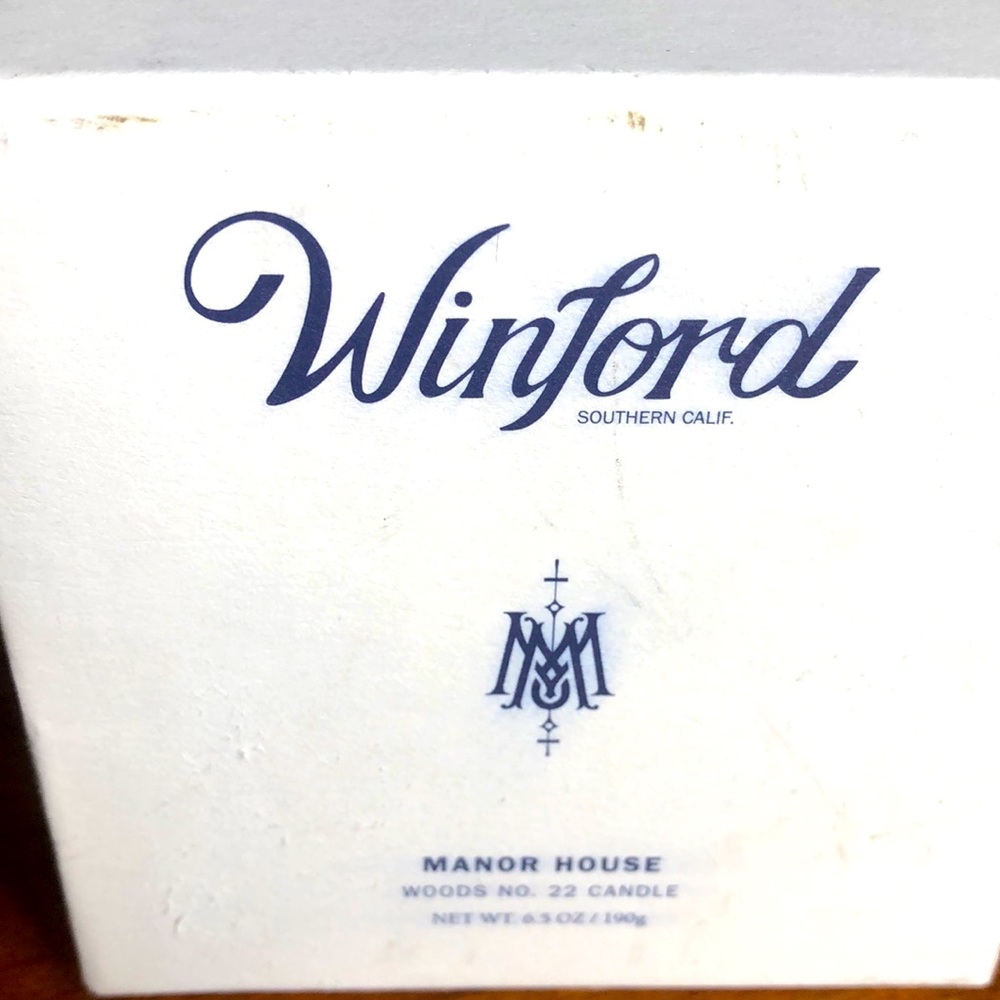 Winford
SOUTHERN CALIF.
MANOR HOUSE
WOODS NO. 22 CANDLE
NET WT. 6.5 OZ / 190g